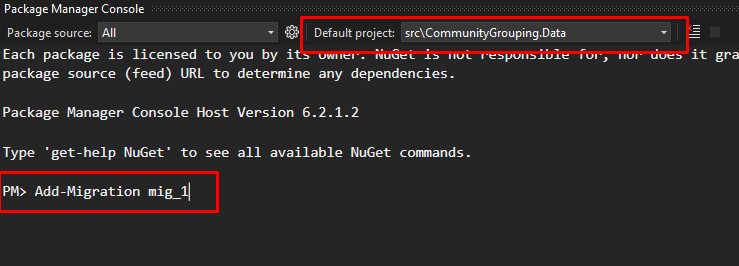 Package Manager Console
Package source: All Default project: src\CommunityGrouping.Data
Each package is licensed to you by its owner. NuGet is not responsible for, nor does it gra
package source (feed) URL to determine any dependencies.
Package Manager Console Host Version 6.2.1.2
Type 'get-help NuGet' to see all available NuGet commands.
PM> Add-Migration mig_1